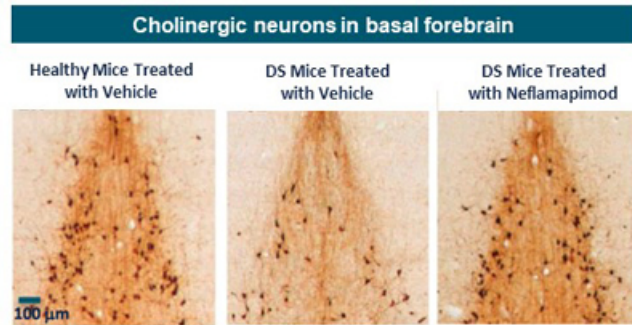 Cholinergic neurons in basal forebrain
Healthy Mice Treated
with Vehicle
DS Mice Treated
with Vehicle
DS Mice Treated
with Neflamapimod
100 μm